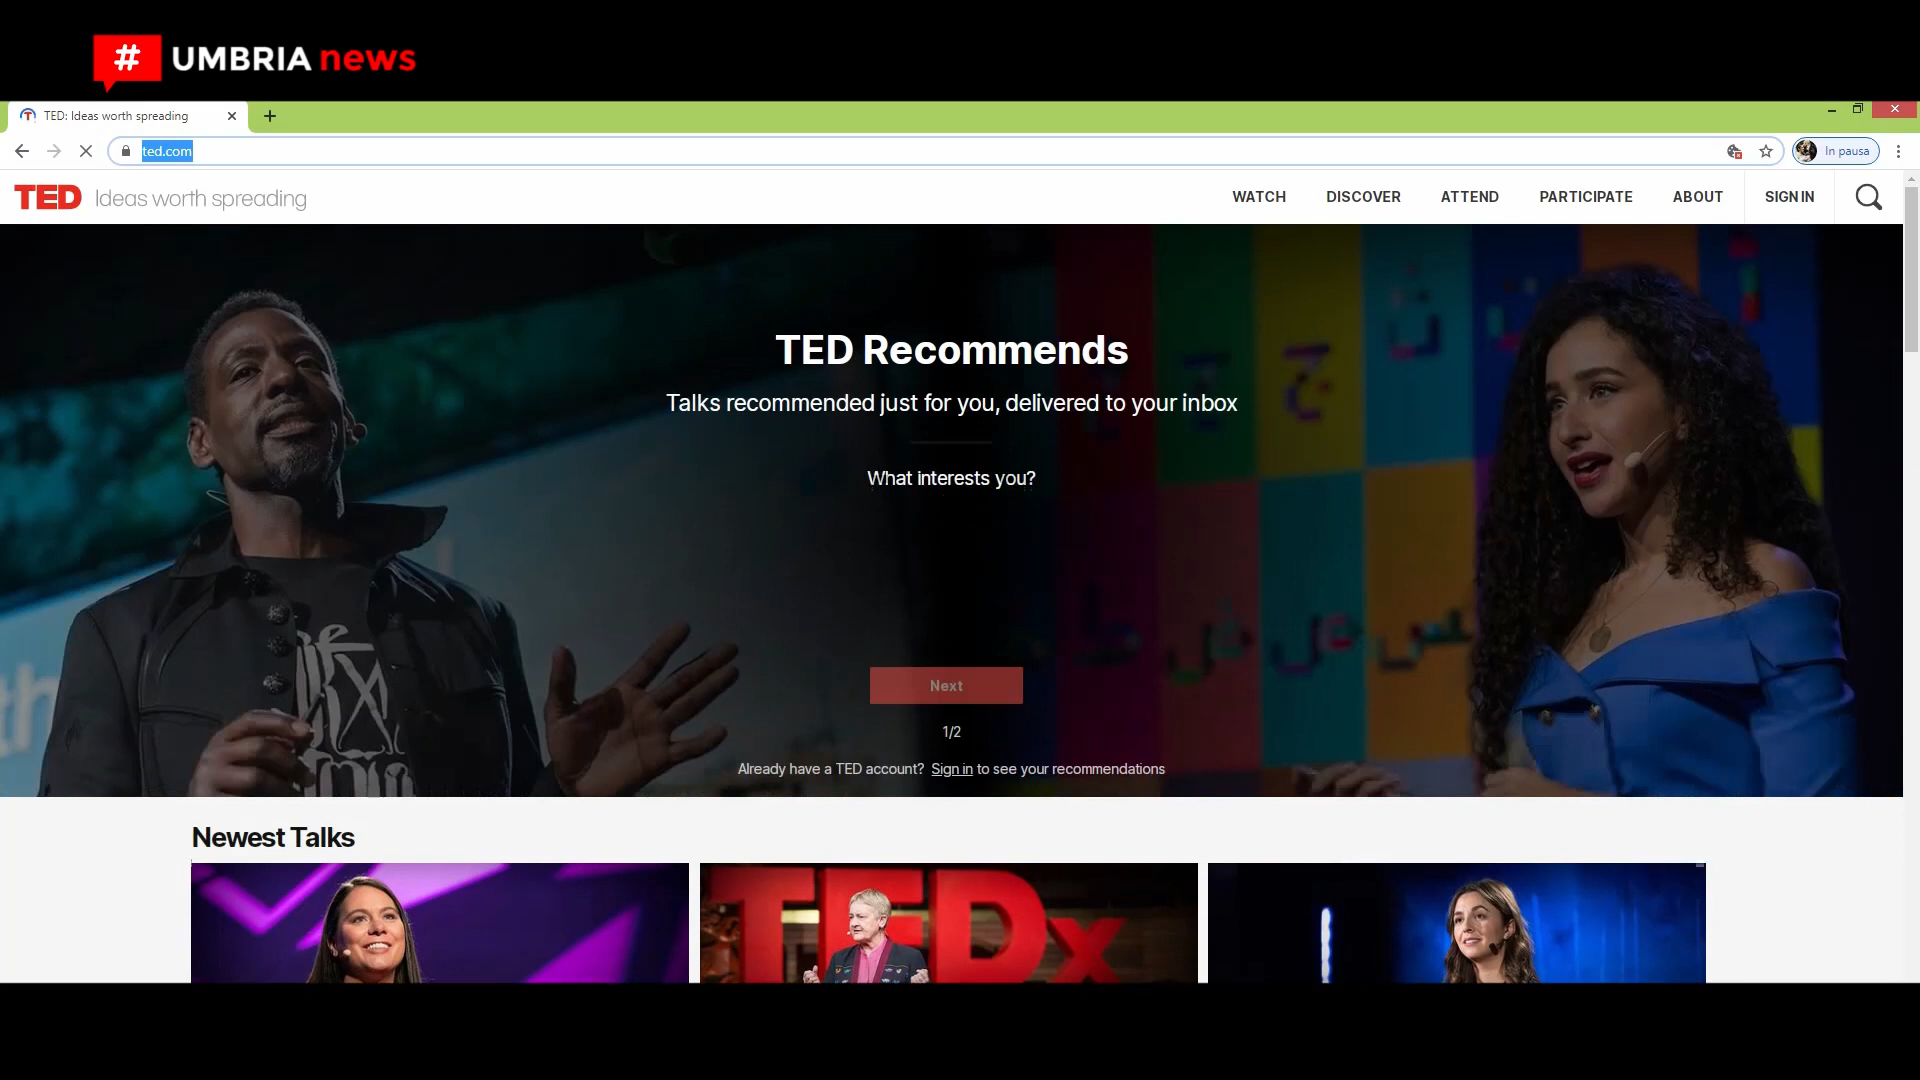 # UMBRIA news
TED: Ideas worth spreading
ted.com
In pausa
TED Ideas worth spreading
WATCH DISCOVER ATTEND PARTICIPATE ABOUT SIGN IN
TED Recommends
Talks recommended just for you, delivered to your inbox
What interests you?
Next
1/2
Already have a TED account? Sign in to see your recommendations
Newest Talks
TEDx